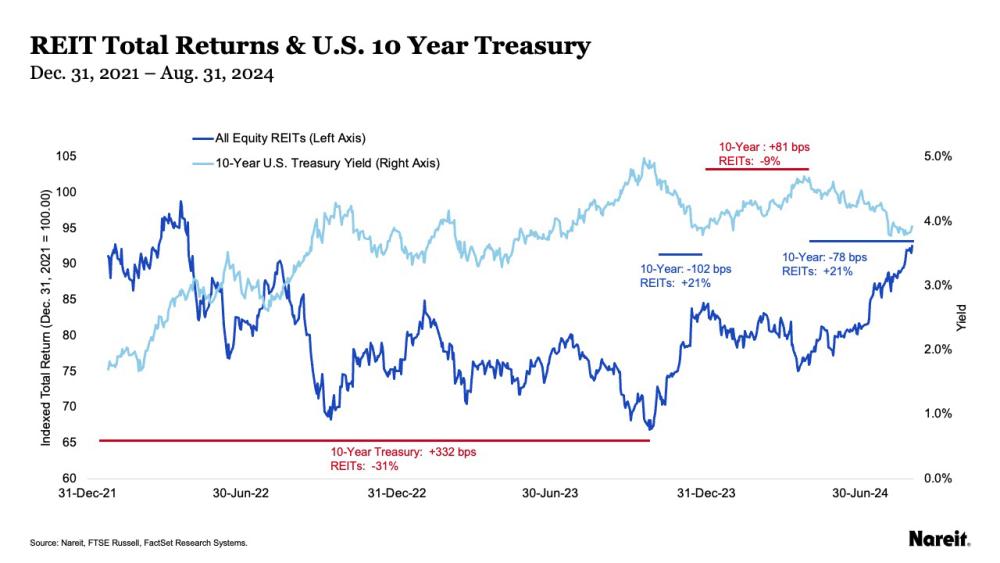 REIT Total Returns & U.S. 10 Year Treasury
Dec. 31, 2021 – Aug. 31, 2024
All Equity REITs (Left Axis)
10-Year U.S. Treasury Yield (Right Axis)
10-Year : +81 bps
REITs:  -9%
Indexed Total Return (Dec. 31, 2021 = 100.00)
105
100
95
90
85
80
75
70
65
60
5.0%
4.0%
3.0%
2.0%
1.0%
0.0%
Yield
10-Year: -102 bps
REITs:  +21%
10-Year: -78 bps
REITs:  +21%
10-Year Treasury:  +332 bps
REITs:  -31%
31-Dec-21
30-Jun-22
31-Dec-22
30-Jun-23
31-Dec-23
30-Jun-24
Source: Nareit, FTSE Russell, FactSet Research Systems.
Nareit.